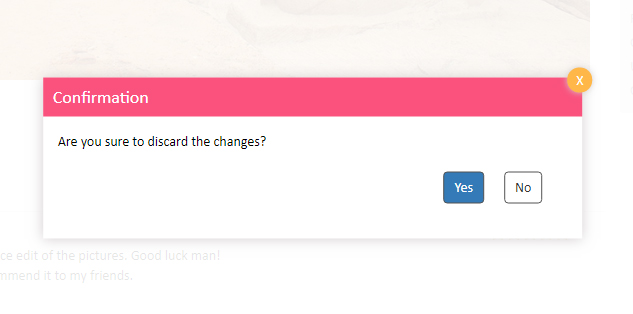 X
Confirmation
Are you sure to discard the changes?
Yes No
ce edit of the pictures. Good luck man!
mmend it to my friends.